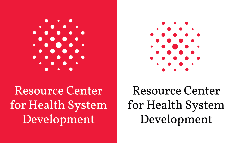 Resource Center
for Health System
Development
Resource Center
for Health System
Development